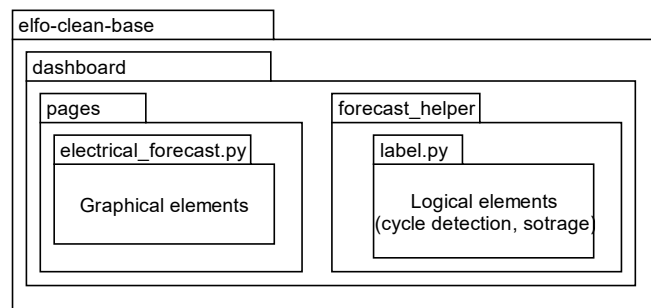 elfo-clean-base
dashboard
pages
forecast_helper
electrical_forecast.py
label.py
Graphical elements
Logical elements
(cycle detection, sotrage)